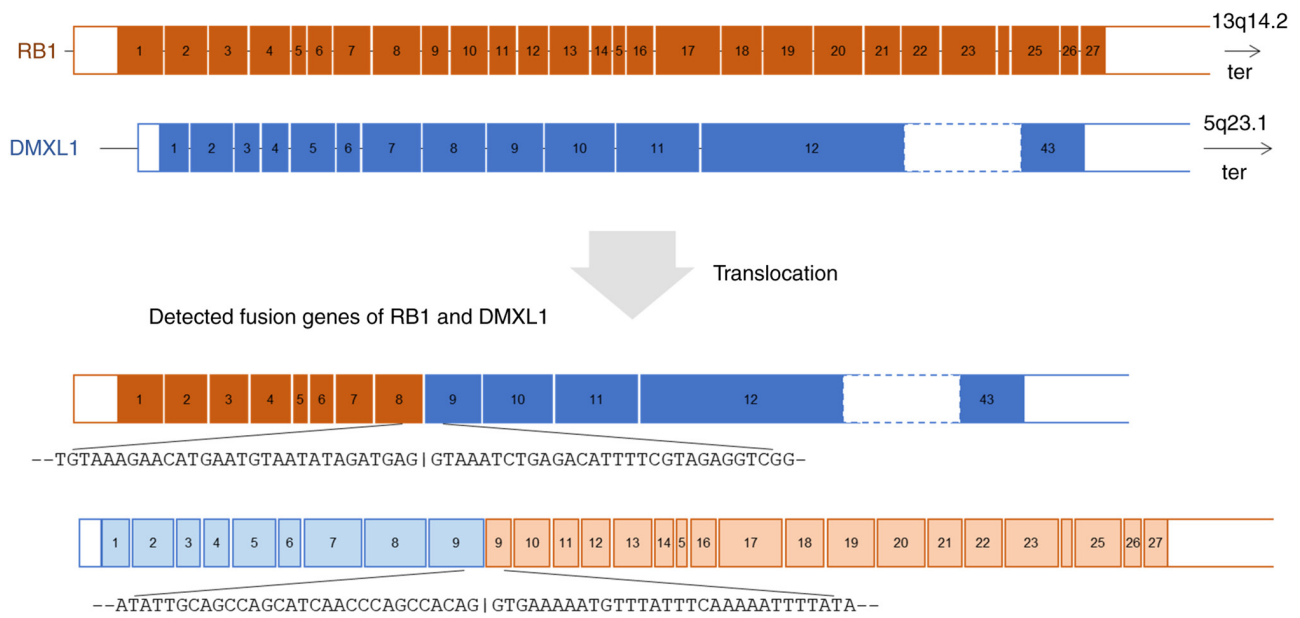 RB1 1 2 3 4 5 6 7 8 9 10 11 12 13 14 5 16 17 18 19 20 21 22 23 25 26 27 13q14.2
ter
DMXL1 1 2 3 4 5 6 7 8 9 10 11 12 43 5q23.1
ter
Translocation
Detected fusion genes of RB1 and DMXL1
1 2 3 4 5 6 7 8 9 10 11 12 43
--TGTAAAGAACATGAATGTAATATAGATGAG|GTAAATCTGAGACATTTTCGTAGAGGTCGG-
1 2 3 4 5 6 7 8 9 9 10 11 12 13 14 5 16 17 18 19 20 21 22 23 25 26 27
--ATATTGCAGCCAGCATCAACCCAGCCACAG|GTGAAAAATGTTTATTTCAAAAATTTTATA--